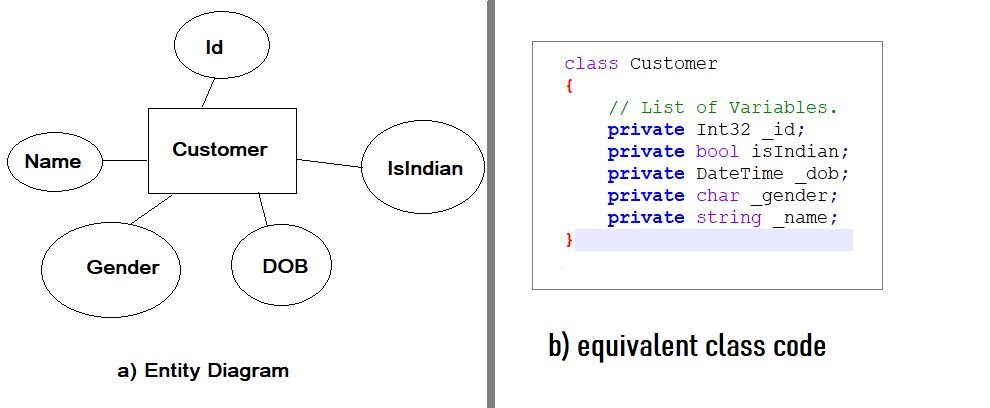 Id
Customer
Name
IsIndian
Gender
DOB
a) Entity Diagram
class Customer
{
// List of Variables.
private Int32 _id;
private bool isIndian;
private DateTime _dob;
private char _gender;
private string _name;
}
b) equivalent class code